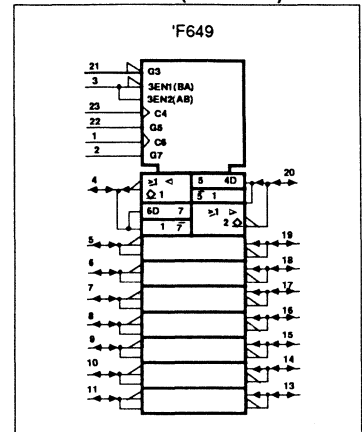 'F649
21 G3
3 3EN1(BA)
3EN2(AB)
23 C4
22 G5
1 C6
2 G7
4 ≥1 ◁ 5 4D 20
◇1 5̅ 1
6D 7 ≥1 ▷
1 7̅ 2 ◇
5 19
6 18
7 17
8 16
9 15
10 14
11 13